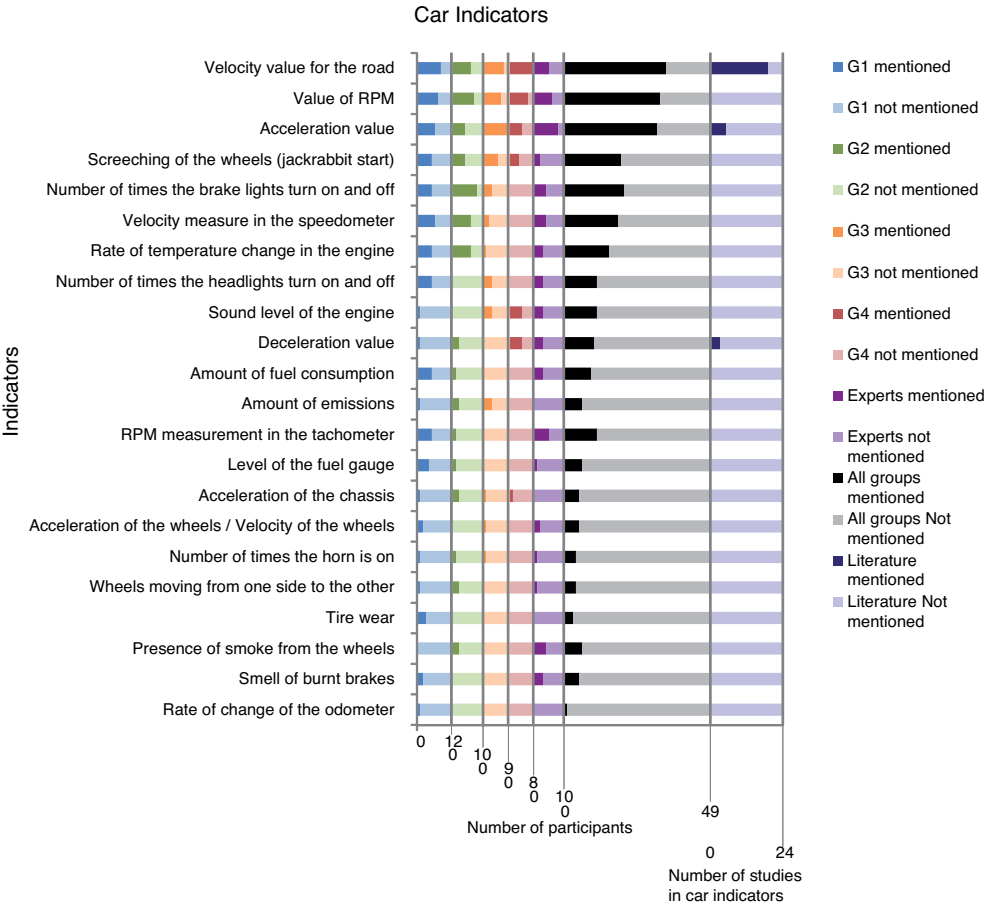 Car Indicators
Indicators
Velocity value for the road
Value of RPM
Acceleration value
Screeching of the wheels (jackrabbit start)
Number of times the brake lights turn on and off
Velocity measure in the speedometer
Rate of temperature change in the engine
Number of times the headlights turn on and off
Sound level of the engine
Deceleration value
Amount of fuel consumption
Amount of emissions
RPM measurement in the tachometer
Level of the fuel gauge
Acceleration of the chassis
Acceleration of the wheels / Velocity of the wheels
Number of times the horn is on
Wheels moving from one side to the other
Tire wear
Presence of smoke from the wheels
Smell of burnt brakes
Rate of change of the odometer
0
12
0
10
0
9
0
8
0
10
0
49
Number of participants
0
24
Number of studies
in car indicators
G1 mentioned
G1 not mentioned
G2 mentioned
G2 not mentioned
G3 mentioned
G3 not mentioned
G4 mentioned
G4 not mentioned
Experts mentioned
Experts not
mentioned
All groups
mentioned
All groups Not
mentioned
Literature
mentioned
Literature Not
mentioned